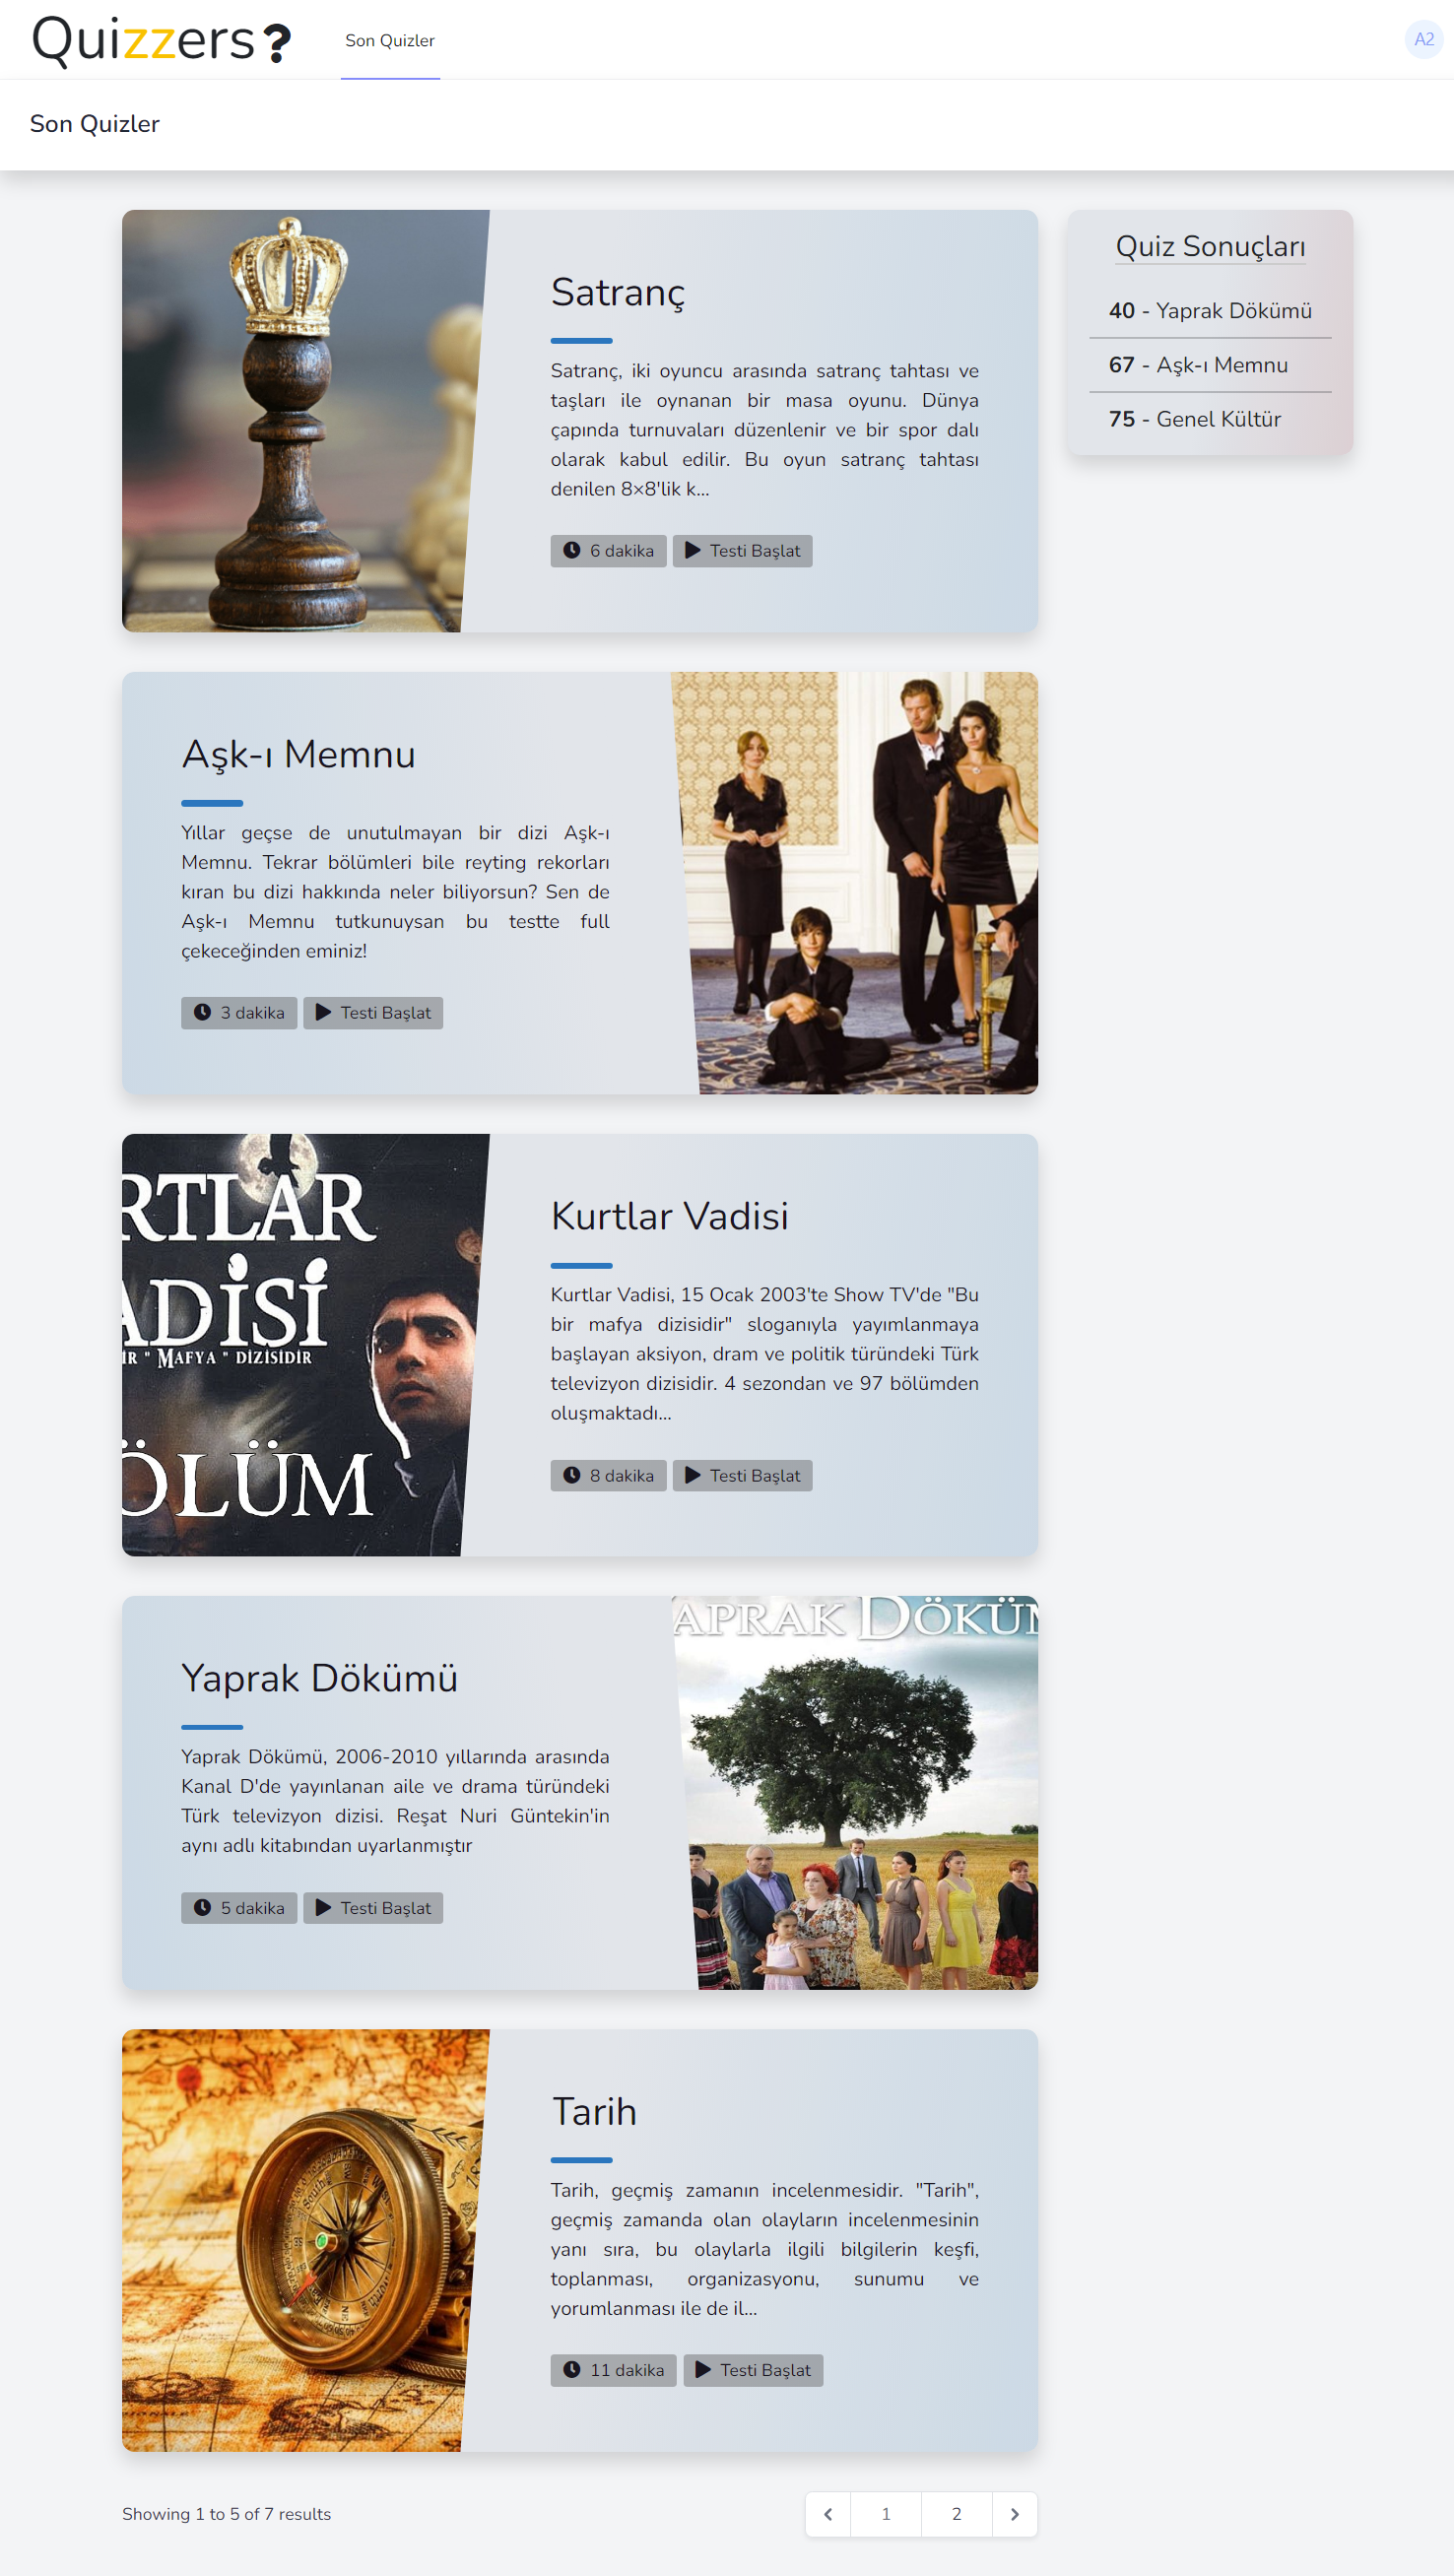 Quizzers?
Son Quizler
A2
Son Quizler
Satranç
Satranç, iki oyuncu arasında satranç tahtası ve
taşları ile oynanan bir masa oyunu. Dünya
çapında turnuvaları düzenlenir ve bir spor dalı
olarak kabul edilir. Bu oyun satranç tahtası
denilen 8×8'lik k...
6 dakika
Testi Başlat
Quiz Sonuçları
40 - Yaprak Dökümü
67 - Aşk-ı Memnu
75 - Genel Kültür
Aşk-ı Memnu
Yıllar geçse de unutulmayan bir dizi Aşk-ı
Memnu. Tekrar bölümleri bile reyting rekorları
kıran bu dizi hakkında neler biliyorsun? Sen de
Aşk-ı Memnu tutkunuysan bu testte full
çekeceğinden eminiz!
3 dakika
Testi Başlat
RTLAR
ADİSİ
IR " MAFYA " DİZİSİDİR
ÖLÜM
Kurtlar Vadisi
Kurtlar Vadisi, 15 Ocak 2003'te Show TV'de "Bu
bir mafya dizisidir" sloganıyla yayımlanmaya
başlayan aksiyon, dram ve politik türündeki Türk
televizyon dizisidir. 4 sezondan ve 97 bölümden
oluşmaktadı...
8 dakika
Testi Başlat
Yaprak Dökümü
Yaprak Dökümü, 2006-2010 yıllarında arasında
Kanal D'de yayınlanan aile ve drama türündeki
Türk televizyon dizisi. Reşat Nuri Güntekin'in
aynı adlı kitabından uyarlanmıştır
5 dakika
Testi Başlat
APRAK DÖKÜM
Tarih
Tarih, geçmiş zamanın incelenmesidir. "Tarih",
geçmiş zamanda olan olayların incelenmesinin
yanı sıra, bu olaylarla ilgili bilgilerin keşfi,
toplanması, organizasyonu, sunumu ve
yorumlanması ile de il...
11 dakika
Testi Başlat
Showing 1 to 5 of 7 results
1
2